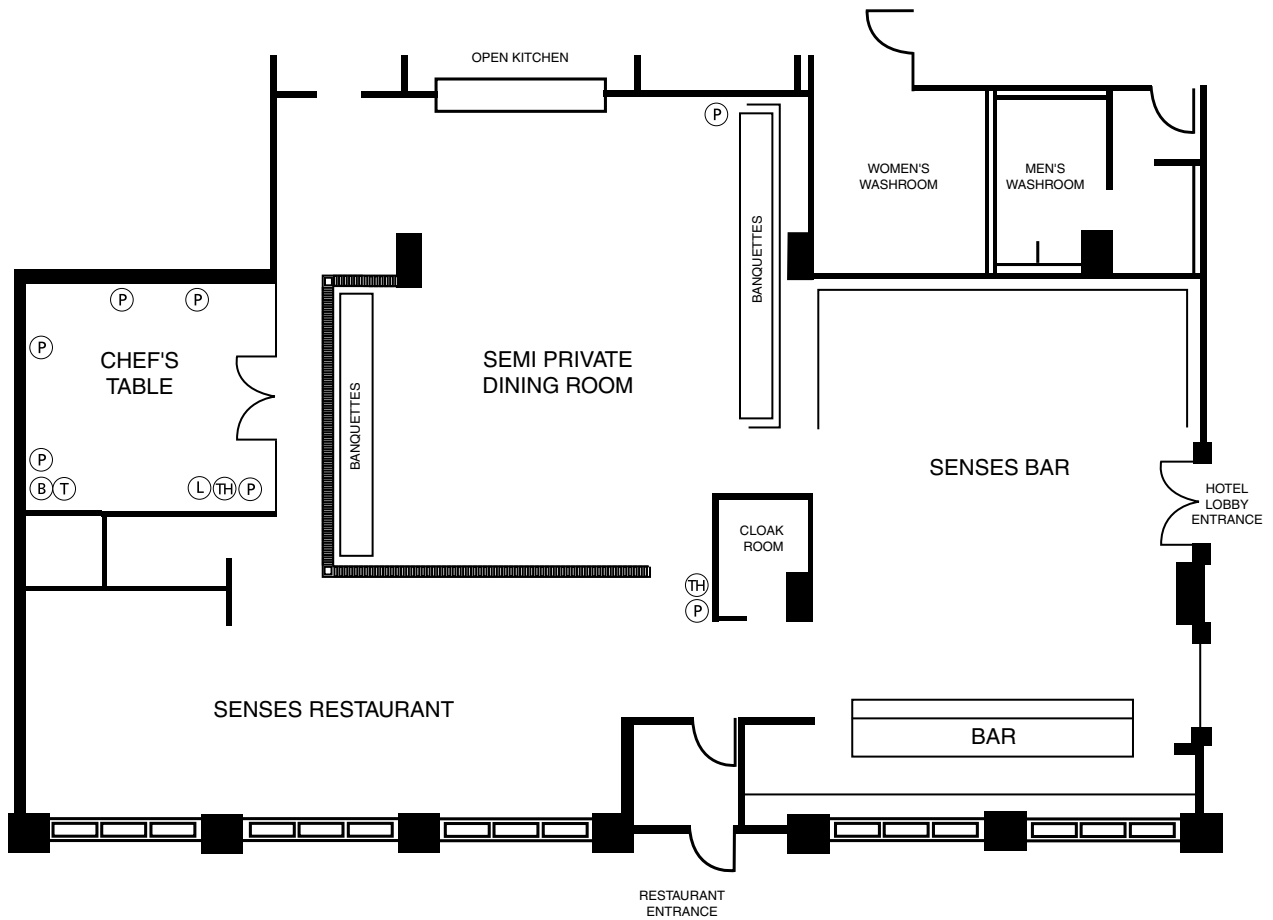 OPEN KITCHEN
P
WOMEN'S
WASHROOM
MEN'S
WASHROOM
BANQUETTES
P
P
P
CHEF'S
TABLE
SEMI PRIVATE
DINING ROOM
BANQUETTES
P
B
T
L
TH
P
SENSES BAR
HOTEL
LOBBY
ENTRANCE
CLOAK
ROOM
TH
P
SENSES RESTAURANT
BAR
RESTAURANT
ENTRANCE